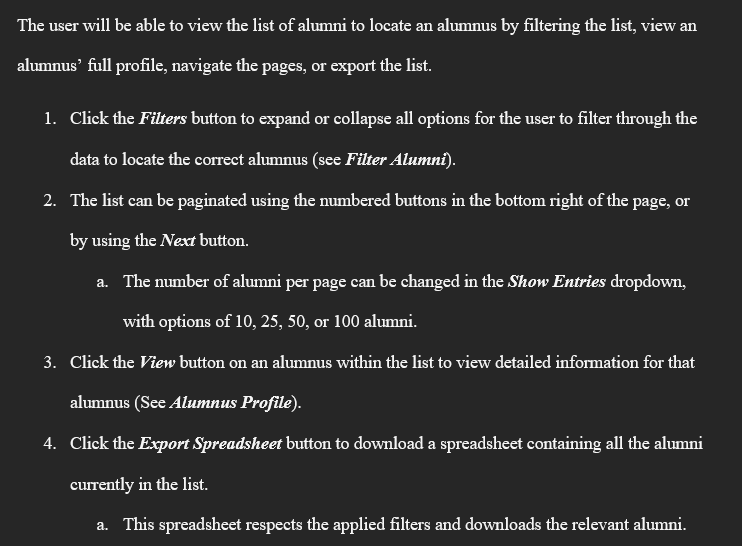 The user will be able to view the list of alumni to locate an alumnus by filtering the list, view an
alumnus’ full profile, navigate the pages, or export the list.
1. Click the Filters button to expand or collapse all options for the user to filter through the
data to locate the correct alumnus (see Filter Alumni).
2. The list can be paginated using the numbered buttons in the bottom right of the page, or
by using the Next button.
a. The number of alumni per page can be changed in the Show Entries dropdown,
with options of 10, 25, 50, or 100 alumni.
3. Click the View button on an alumnus within the list to view detailed information for that
alumnus (See Alumnus Profile).
4. Click the Export Spreadsheet button to download a spreadsheet containing all the alumni
currently in the list.
a. This spreadsheet respects the applied filters and downloads the relevant alumni.